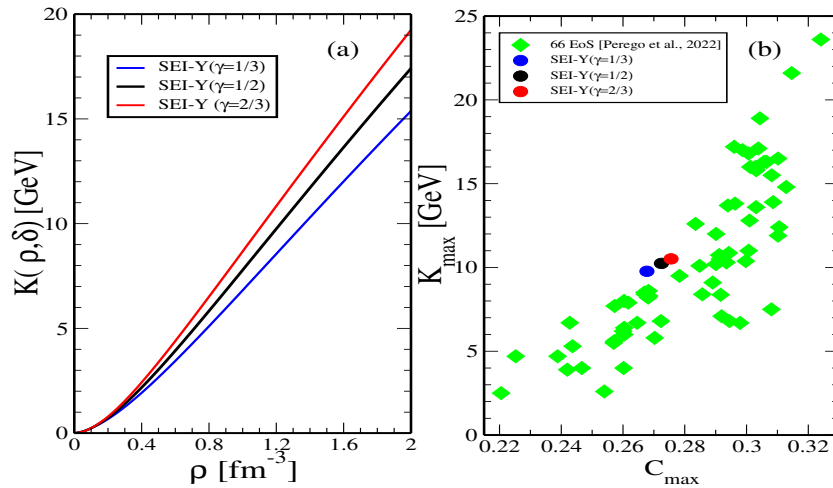 (a)
SEI-Y(γ=1/3)
SEI-Y(γ=1/2)
SEI-Y (γ=2/3)
K(ρ,δ) [GeV]
20
15
10
5
0
0 0.4 0.8 1.2 1.6 2
ρ [fm⁻³]
(b)
66 EoS [Perego et al., 2022]
SEI-Y(γ=1/3)
SEI-Y(γ=1/2)
SEI-Y(γ=2/3)
K_max [GeV]
25
20
15
10
5
0
0.22 0.24 0.26 0.28 0.3 0.32
C_max